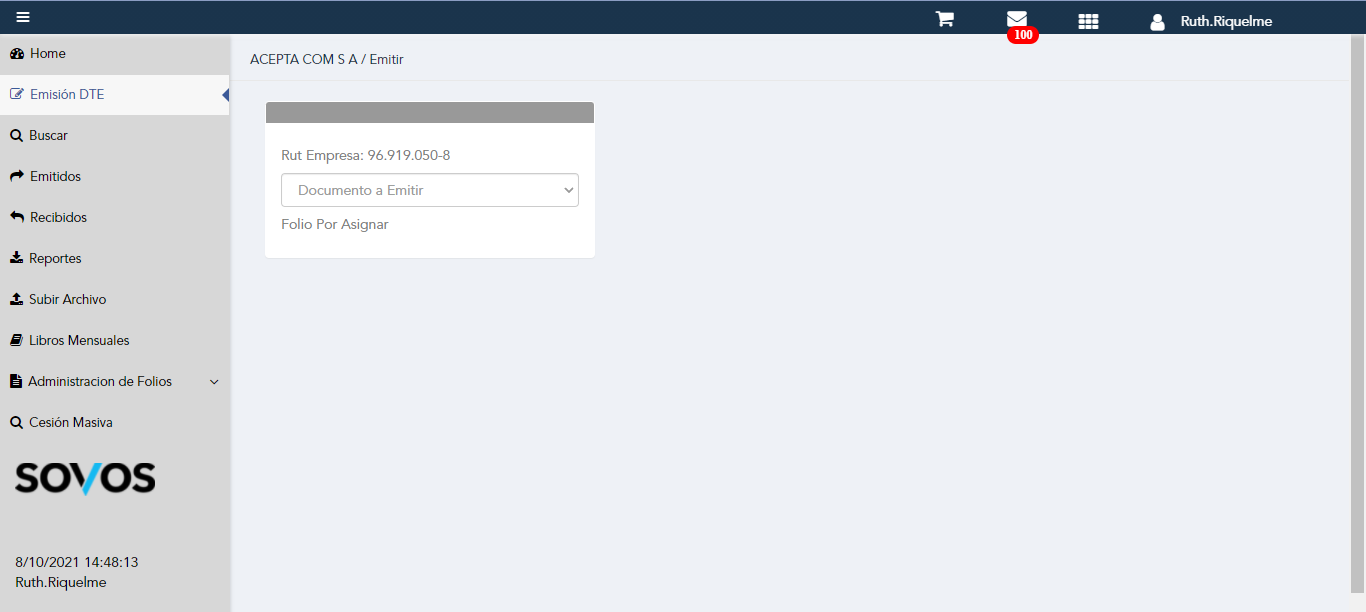 100
Ruth.Riquelme
Home
Emisión DTE
Buscar
Emitidos
Recibidos
Reportes
Subir Archivo
Libros Mensuales
Administracion de Folios
Cesión Masiva
SOVOS
8/10/2021 14:48:13
Ruth.Riquelme
ACEPTA COM S A / Emitir
Rut Empresa: 96.919.050-8
Documento a Emitir
Folio Por Asignar